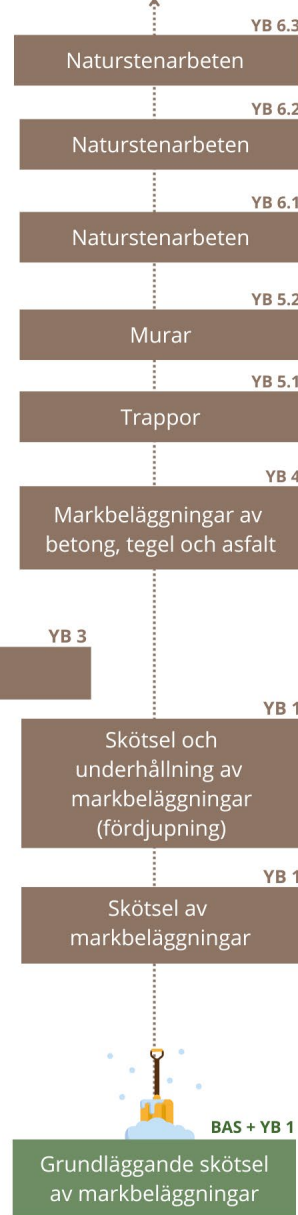 YB 6.3
Naturstenarbeten
YB 6.2
Naturstenarbeten
YB 6.1
Naturstenarbeten
YB 5.2
Murar
YB 5.1
Trappor
YB 4
Markbeläggningar av
betong, tegel och asfalt
YB 3
YB 1
Skötsel och
underhållning av
markbeläggningar
(fördjupning)
YB 1
Skötsel av
markbeläggningar
BAS + YB 1
Grundläggande skötsel
av markbeläggningar